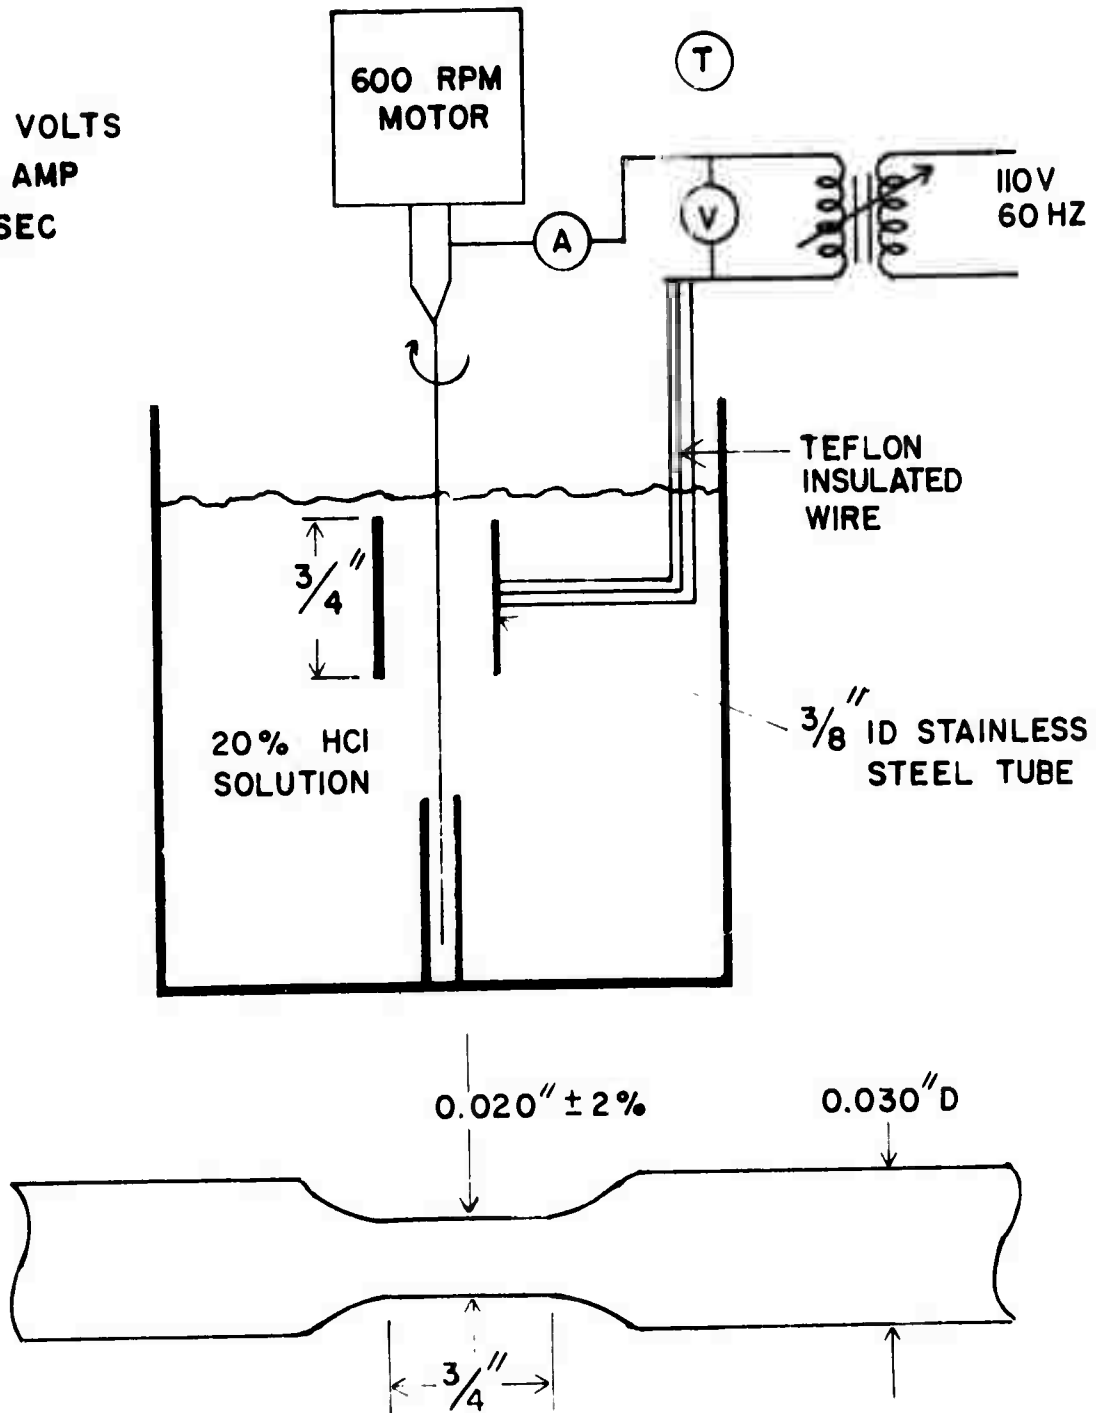 VOLTS
AMP
SEC
600 RPM
MOTOR
T
A
V
110V
60 HZ
TEFLON
INSULATED
WIRE
3/4"
20% HCl
SOLUTION
3/8" ID STAINLESS
STEEL TUBE
0.020" ± 2%
0.030"D
3/4"